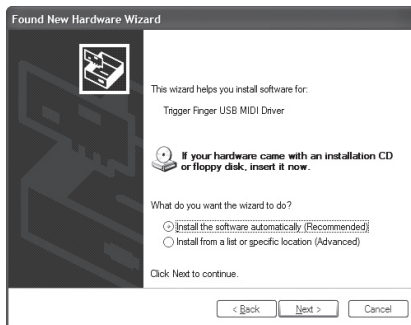 Found New Hardware Wizard
This wizard helps you install software for:
Trigger Finger USB MIDI Driver
If your hardware came with an installation CD
or floppy disk, insert it now.
What do you want the wizard to do?
Install the software automatically (Recommended)
Install from a list or specific location (Advanced)
Click Next to continue.
< Back Next > Cancel